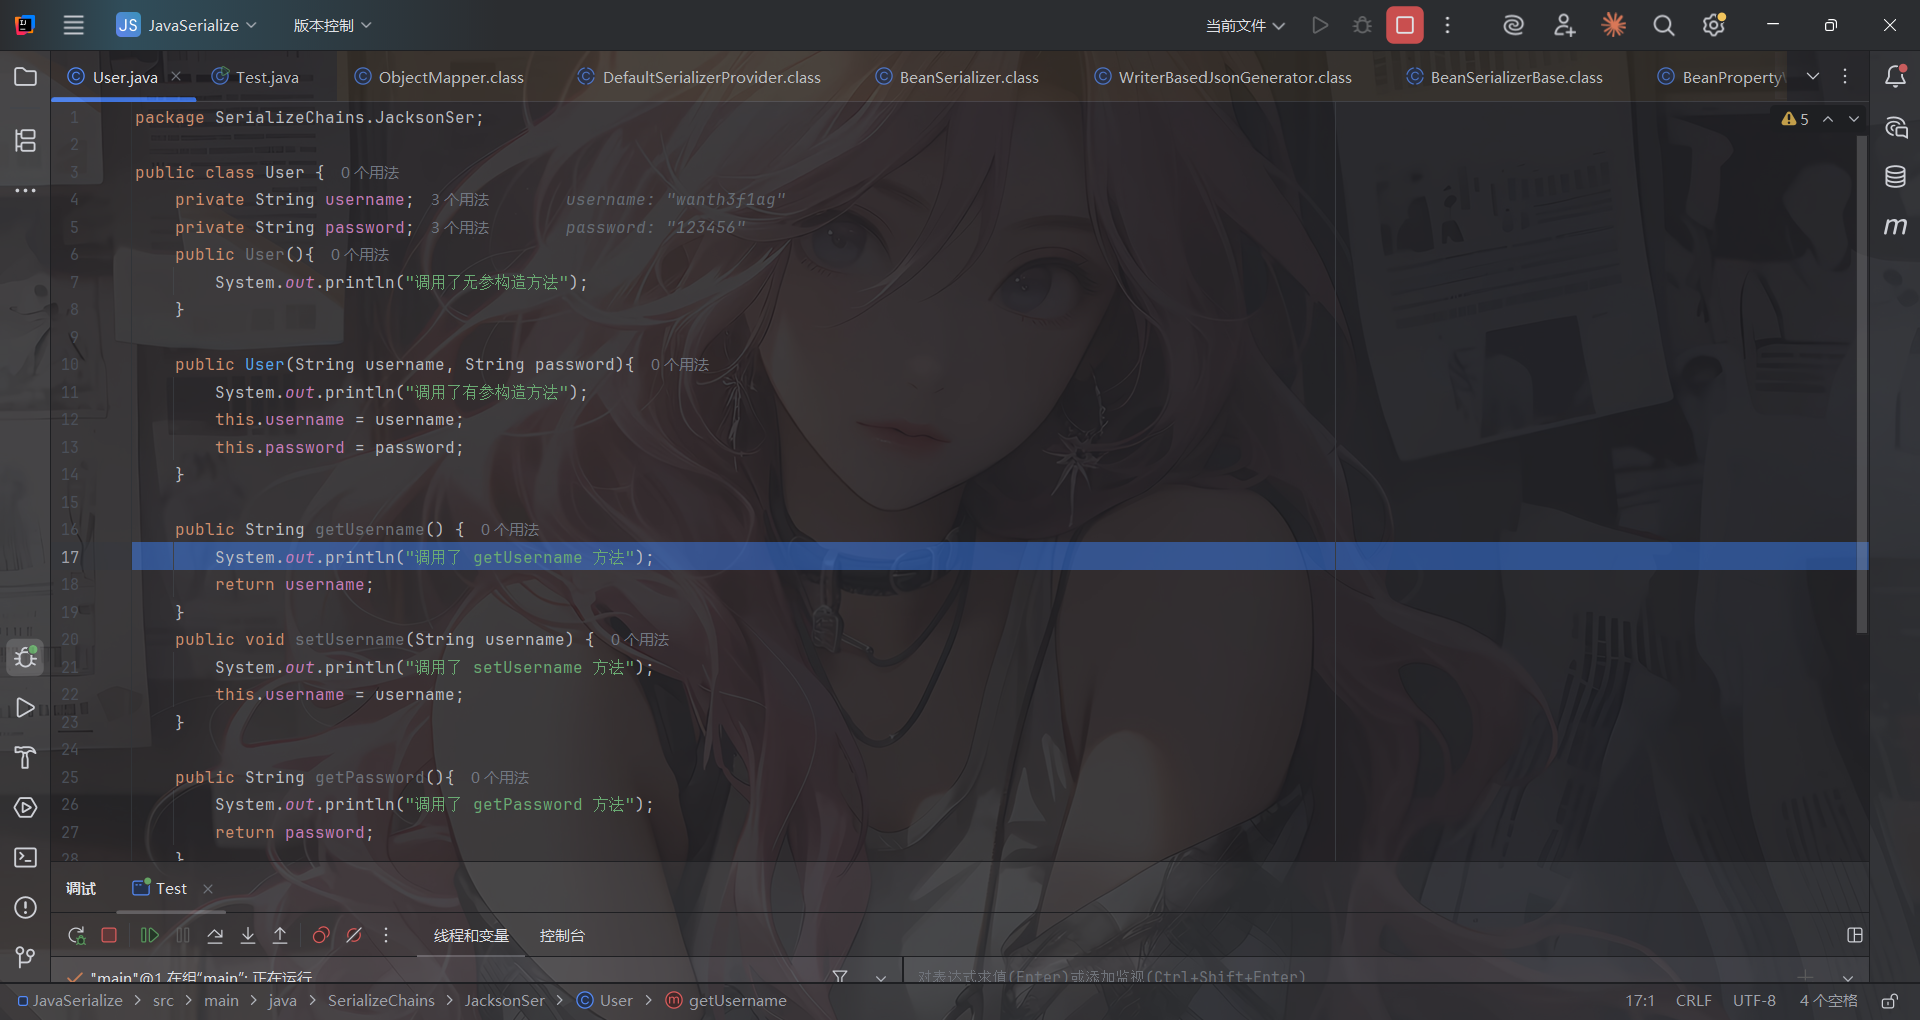 JS JavaSerialize 版本控制 当前文件
User.java Test.java ObjectMapper.class DefaultSerializerProvider.class BeanSerializer.class WriterBasedJsonGenerator.class BeanSerializerBase.class BeanProperty
5
1 package SerializeChains.JacksonSer;
2
3 public class User { 0 个用法
4 private String username; 3 个用法 username: "wanth3f1ag"
5 private String password; 3 个用法 password: "123456"
6 public User(){ 0 个用法
7 System.out.println("调用了无参构造方法");
8 }
9
10 public User(String username, String password){ 0 个用法
11 System.out.println("调用了有参构造方法");
12 this.username = username;
13 this.password = password;
14 }
15
16 public String getUsername() { 0 个用法
17 System.out.println("调用了 getUsername 方法");
18 return username;
19 }
20 public void setUsername(String username) { 0 个用法
21 System.out.println("调用了 setUsername 方法");
22 this.username = username;
23 }
24
25 public String getPassword(){ 0 个用法
26 System.out.println("调用了 getPassword 方法");
27 return password;
28 }
调试 Test
线程和变量 控制台
"main"@1 在组"main": 正在运行 对表达式求值(Enter)或添加监视(Ctrl+Shift+Enter)
JavaSerialize > src > main > java > SerializeChains > JacksonSer > User > getUsername 17:1 CRLF UTF-8 4 个空格